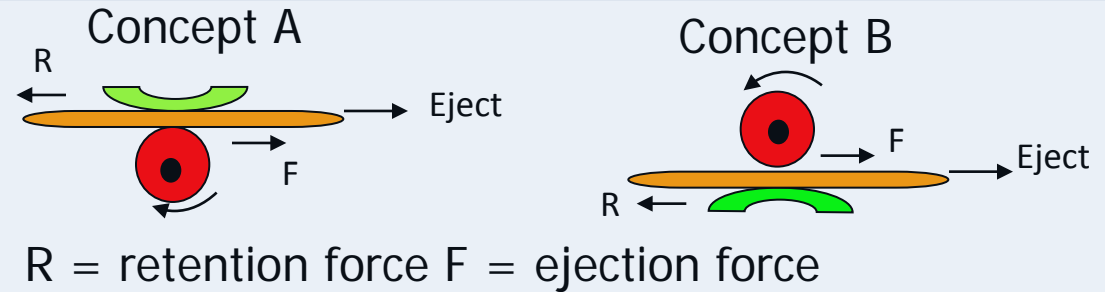 Concept A
R
Eject
F
Concept B
F
Eject
R
R = retention force F = ejection force